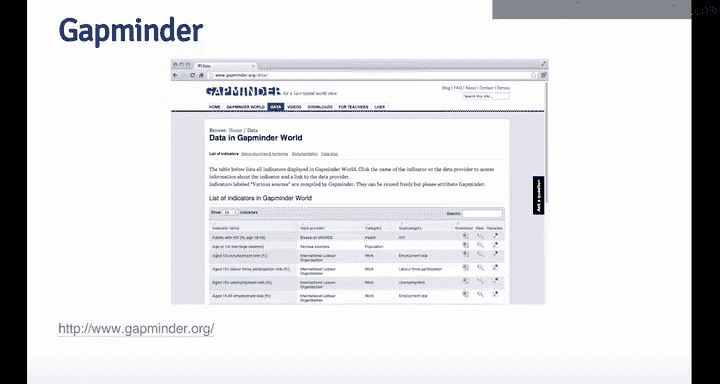 Gapminder
Data
www.gapminder.org/data/
GAPMINDER for a fact-based world view
Blog | FAQ | About | Contact | Donate
Search this site...
HOME GAPMINDER WORLD DATA VIDEOS DOWNLOADS FOR TEACHERS LABS
Browse: Home / Data
Data in Gapminder World
List of indicators About countries & territories Documentation Data blog
The table below lists all indicators displayed in Gapminder World. Click the name of the indicator or the data provider to access
information about the indicator and a link to the data provider.
Indicators labeled "Various sources" are compiled by Gapminder. They can be reused freely but please attribute Gapminder.
List of indicators in Gapminder World
Show 25 indicators Search:
Indicator name Data provider Category Subcategory Download View Visualize
Adults with HIV (%, age 15-49) Based on UNAIDS Health HIV
Age at 1st marriage (women) Various sources Population
Aged 15+ employment rate (%) International Labour Organization Work Employment rate
Aged 15+ labour force participation rate (%) International Labour Organization Work Labour force participation
Aged 15+ unemployment rate (%) International Labour Organization Work Unemployment
Aged 15-24 employment rate (%) International Labour Organization Work Employment rate
Ask a question
http://www.gapminder.org/